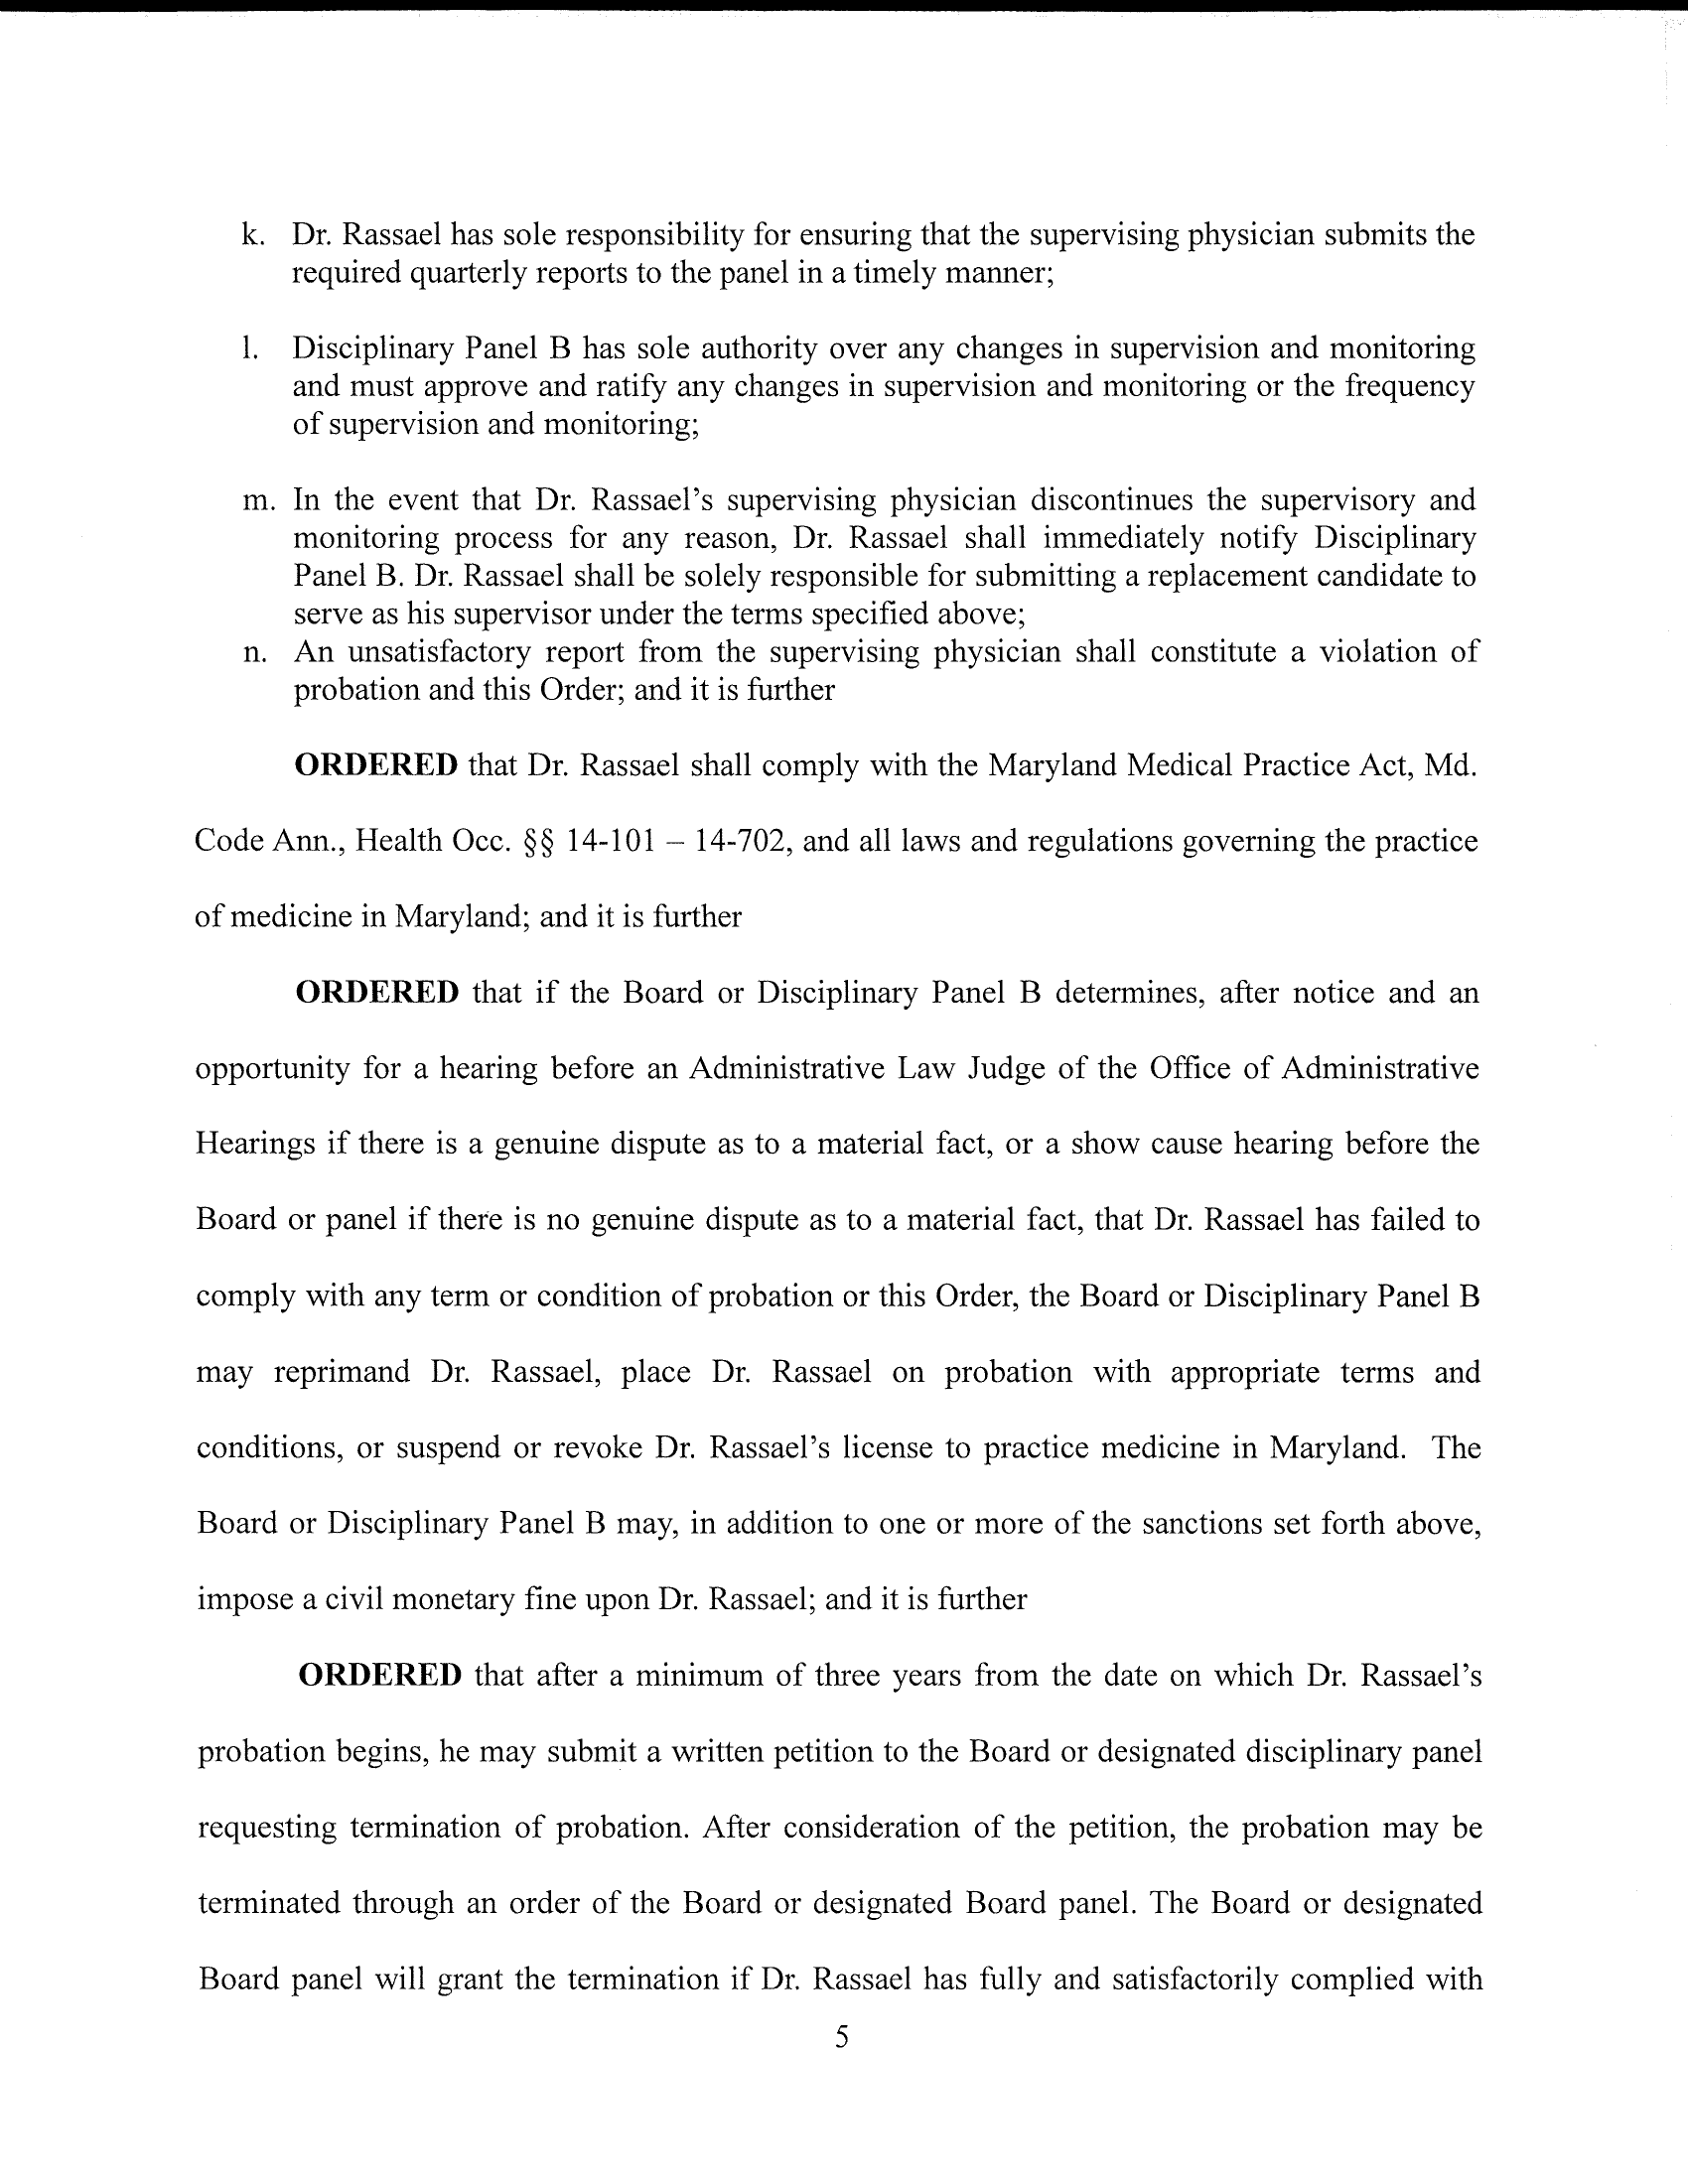 k. Dr. Rassael has sole responsibility for ensuring that the supervising physician submits the
required quarterly reports to the panel in a timely manner;
l. Disciplinary Panel B has sole authority over any changes in supervision and monitoring
and must approve and ratify any changes in supervision and monitoring or the frequency
of supervision and monitoring;
m. In the event that Dr. Rassael’s supervising physician discontinues the supervisory and
monitoring process for any reason, Dr. Rassael shall immediately notify Disciplinary
Panel B. Dr. Rassael shall be solely responsible for submitting a replacement candidate to
serve as his supervisor under the terms specified above;
n. An unsatisfactory report from the supervising physician shall constitute a violation of
probation and this Order; and it is further
ORDERED that Dr. Rassael shall comply with the Maryland Medical Practice Act, Md.
Code Ann., Health Occ. §§ 14-101 – 14-702, and all laws and regulations governing the practice
of medicine in Maryland; and it is further
ORDERED that if the Board or Disciplinary Panel B determines, after notice and an
opportunity for a hearing before an Administrative Law Judge of the Office of Administrative
Hearings if there is a genuine dispute as to a material fact, or a show cause hearing before the
Board or panel if there is no genuine dispute as to a material fact, that Dr. Rassael has failed to
comply with any term or condition of probation or this Order, the Board or Disciplinary Panel B
may reprimand Dr. Rassael, place Dr. Rassael on probation with appropriate terms and
conditions, or suspend or revoke Dr. Rassael’s license to practice medicine in Maryland. The
Board or Disciplinary Panel B may, in addition to one or more of the sanctions set forth above,
impose a civil monetary fine upon Dr. Rassael; and it is further
ORDERED that after a minimum of three years from the date on which Dr. Rassael’s
probation begins, he may submit a written petition to the Board or designated disciplinary panel
requesting termination of probation. After consideration of the petition, the probation may be
terminated through an order of the Board or designated Board panel. The Board or designated
Board panel will grant the termination if Dr. Rassael has fully and satisfactorily complied with
5